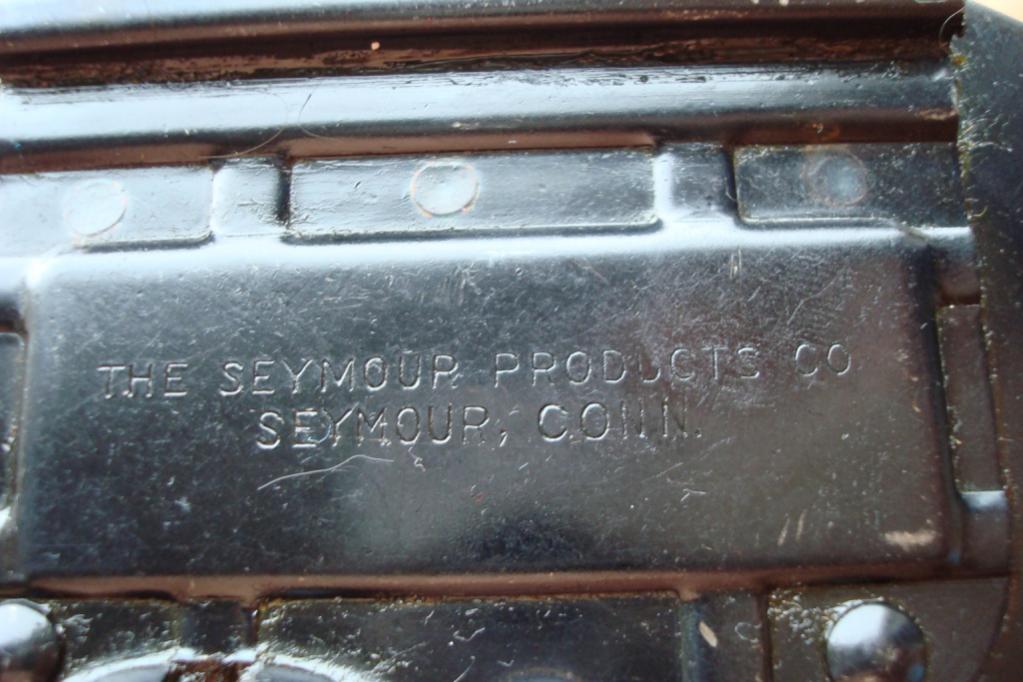 THE SEYMOUR PRODUCTS CO
SEYMOUR, CONN.